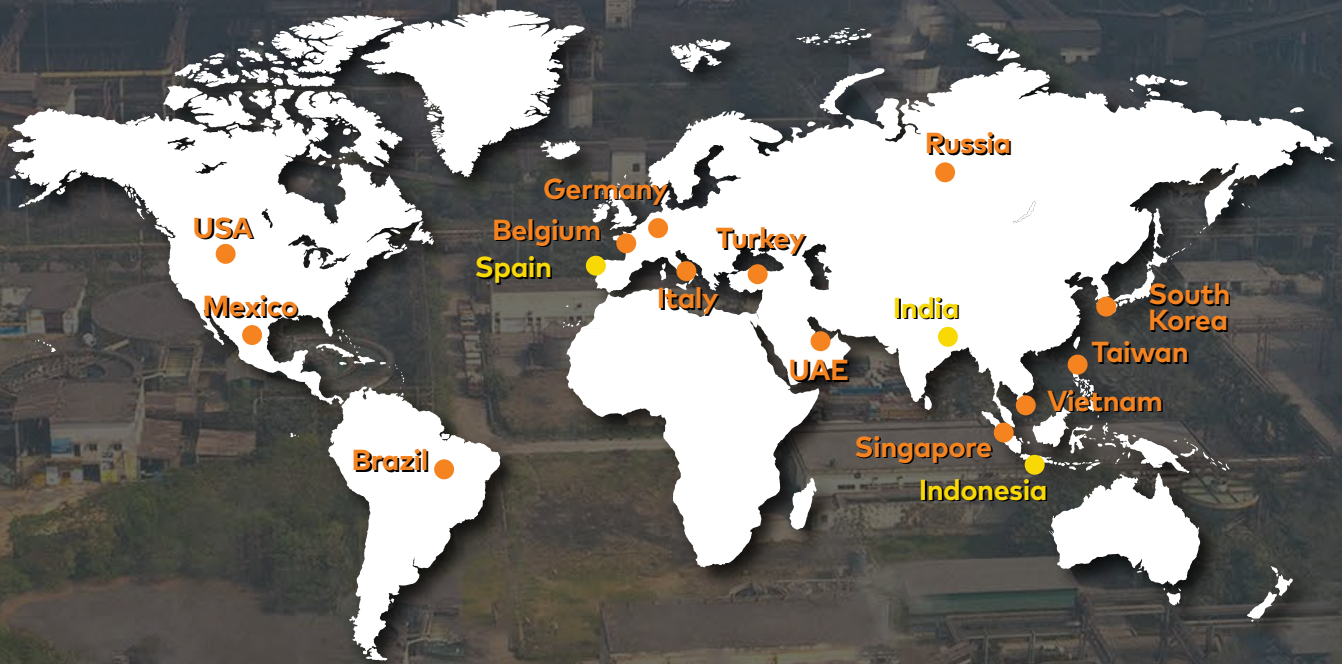 Russia
Germany
USA
Belgium
Turkey
Spain
Italy
Mexico
India
South
Korea
Taiwan
UAE
Vietnam
Brazil
Singapore
Indonesia